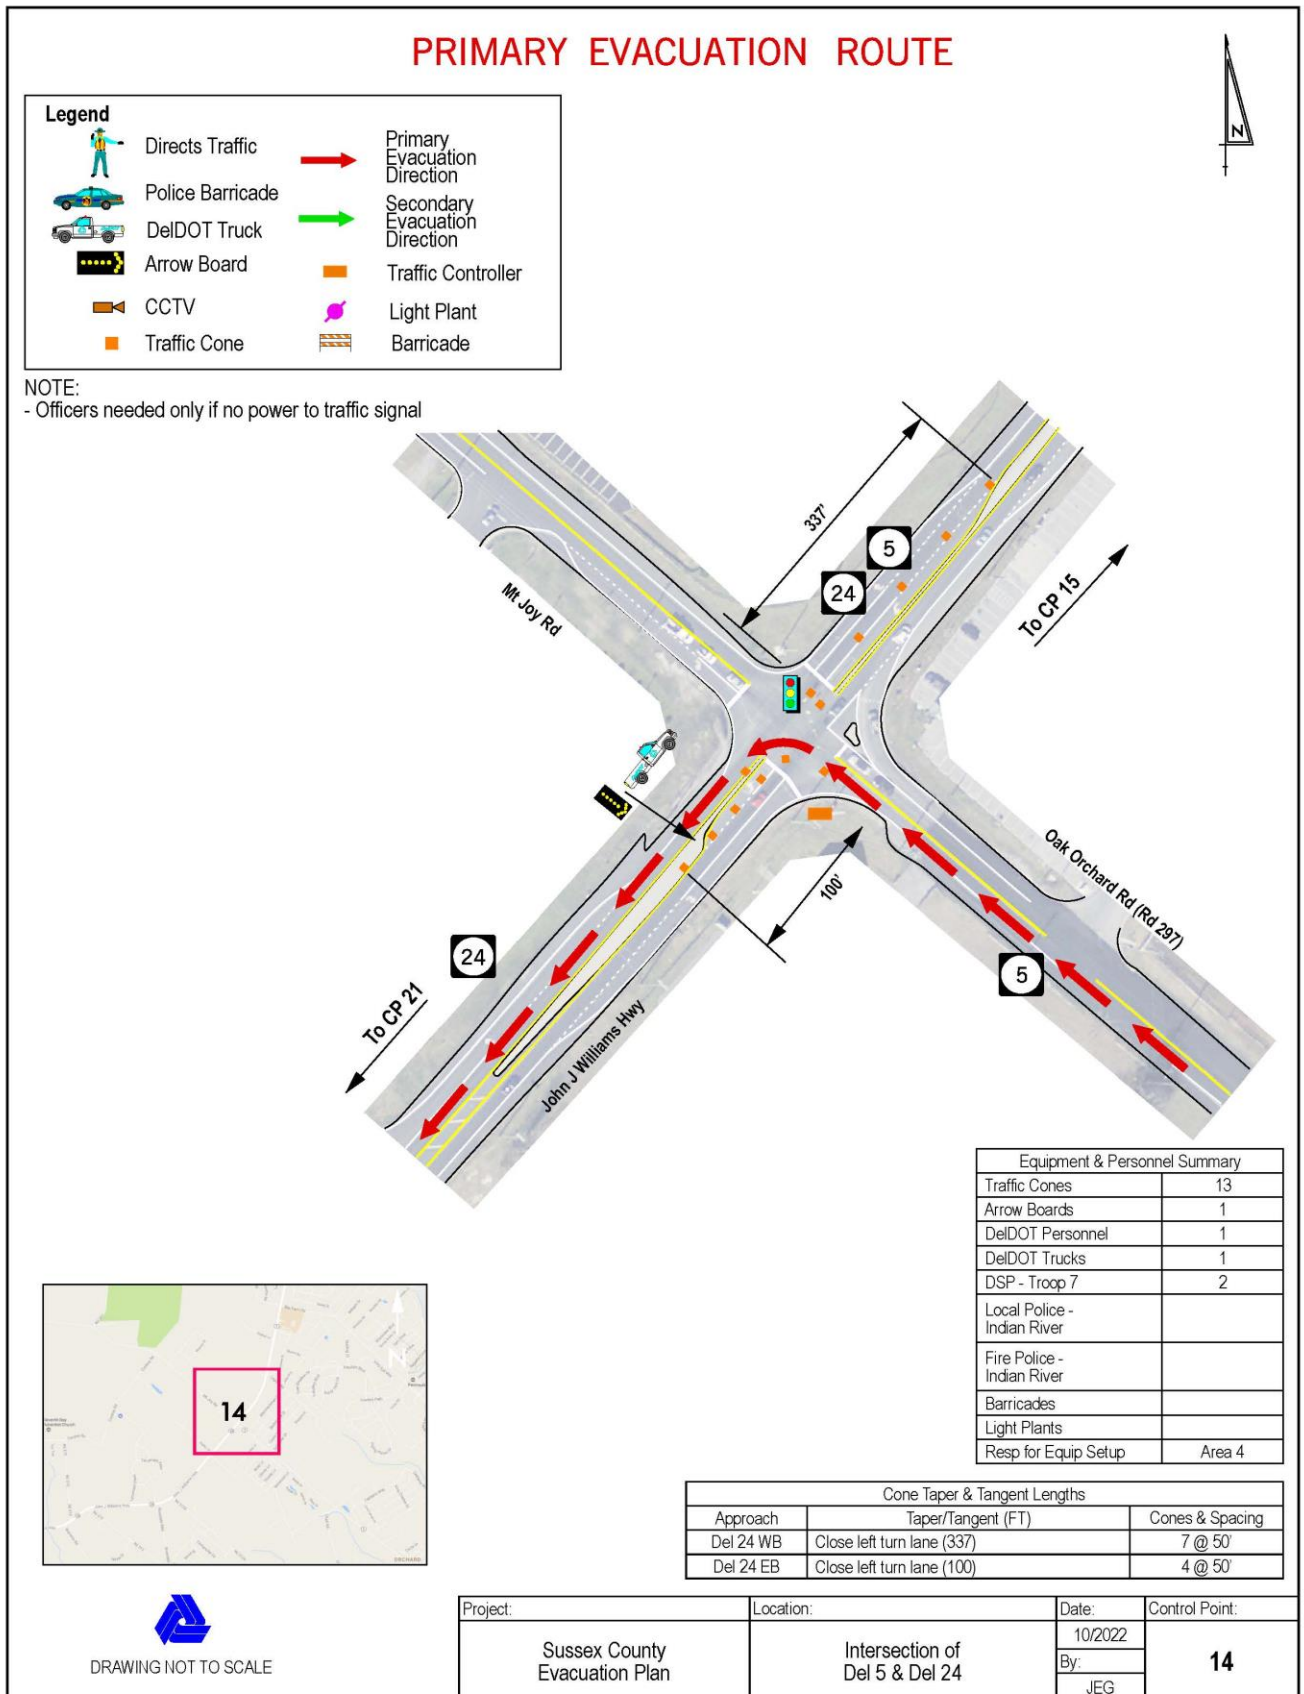 PRIMARY EVACUATION ROUTE
N
Legend
Directs Traffic
Police Barricade
DelDOT Truck
Arrow Board
CCTV
Traffic Cone
Primary
Evacuation
Direction
Secondary
Evacuation
Direction
Traffic Controller
Light Plant
Barricade
NOTE:
- Officers needed only if no power to traffic signal
337'
5
24
To CP 15
Mt Joy Rd
Oak Orchard Rd (Rd 297)
100'
5
24
To CP 21
John J Williams Hwy
Equipment & Personnel Summary
Traffic Cones 13
Arrow Boards 1
DelDOT Personnel 1
DelDOT Trucks 1
DSP - Troop 7 2
Local Police -
Indian River
Fire Police -
Indian River
Barricades
Light Plants
Resp for Equip Setup Area 4
N
14
ORCHARD
Cone Taper & Tangent Lengths
Approach Taper/Tangent (FT) Cones & Spacing
Del 24 WB Close left turn lane (337) 7 @ 50'
Del 24 EB Close left turn lane (100) 4 @ 50'
DRAWING NOT TO SCALE
Project:
Sussex County
Evacuation Plan
Location:
Intersection of
Del 5 & Del 24
Date:
10/2022
By:
JEG
Control Point:
14